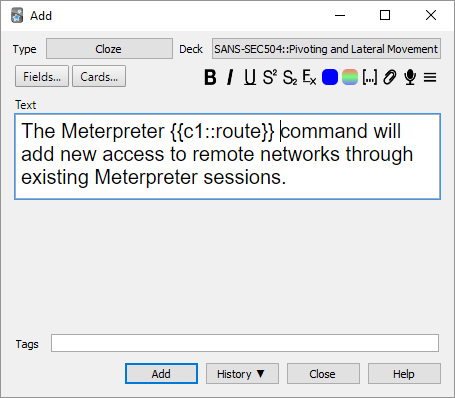 Add
Type Cloze Deck SANS-SEC504::Pivoting and Lateral Movement
Fields... Cards... B I U S² S₂ Ex [...]
Text
The Meterpreter {{c1::route}} command will
add new access to remote networks through
existing Meterpreter sessions.
Tags
Add History ▼ Close Help